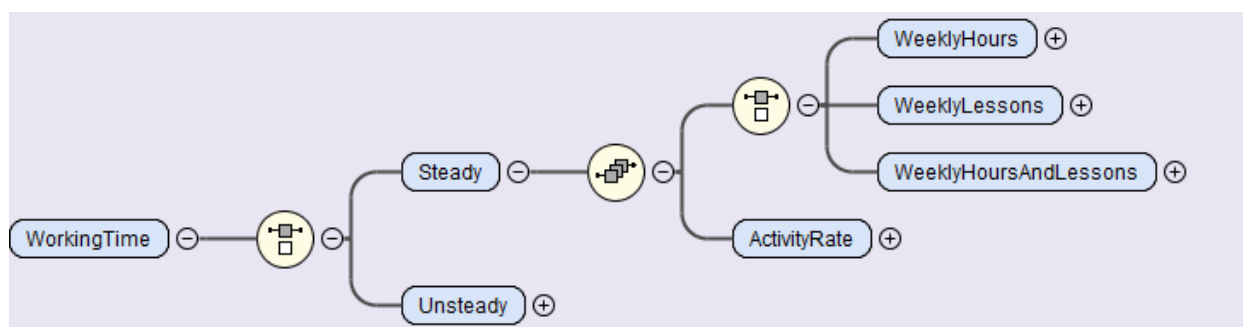 WeeklyHours
WeeklyLessons
Steady
WeeklyHoursAndLessons
WorkingTime
ActivityRate
Unsteady